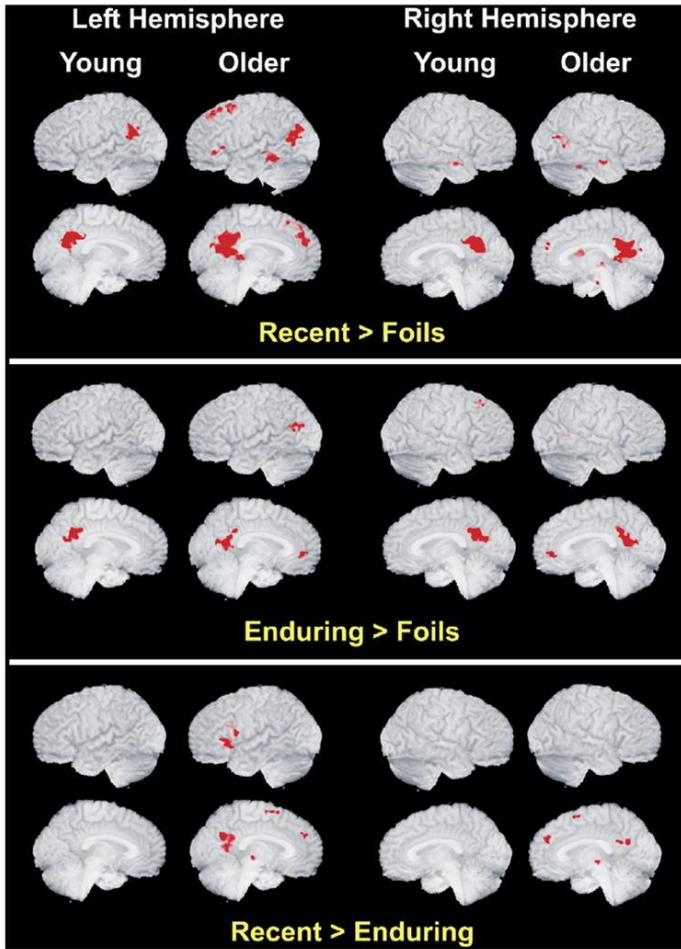 Left Hemisphere Right Hemisphere
Young Older Young Older
Recent > Foils
Enduring > Foils
Recent > Enduring